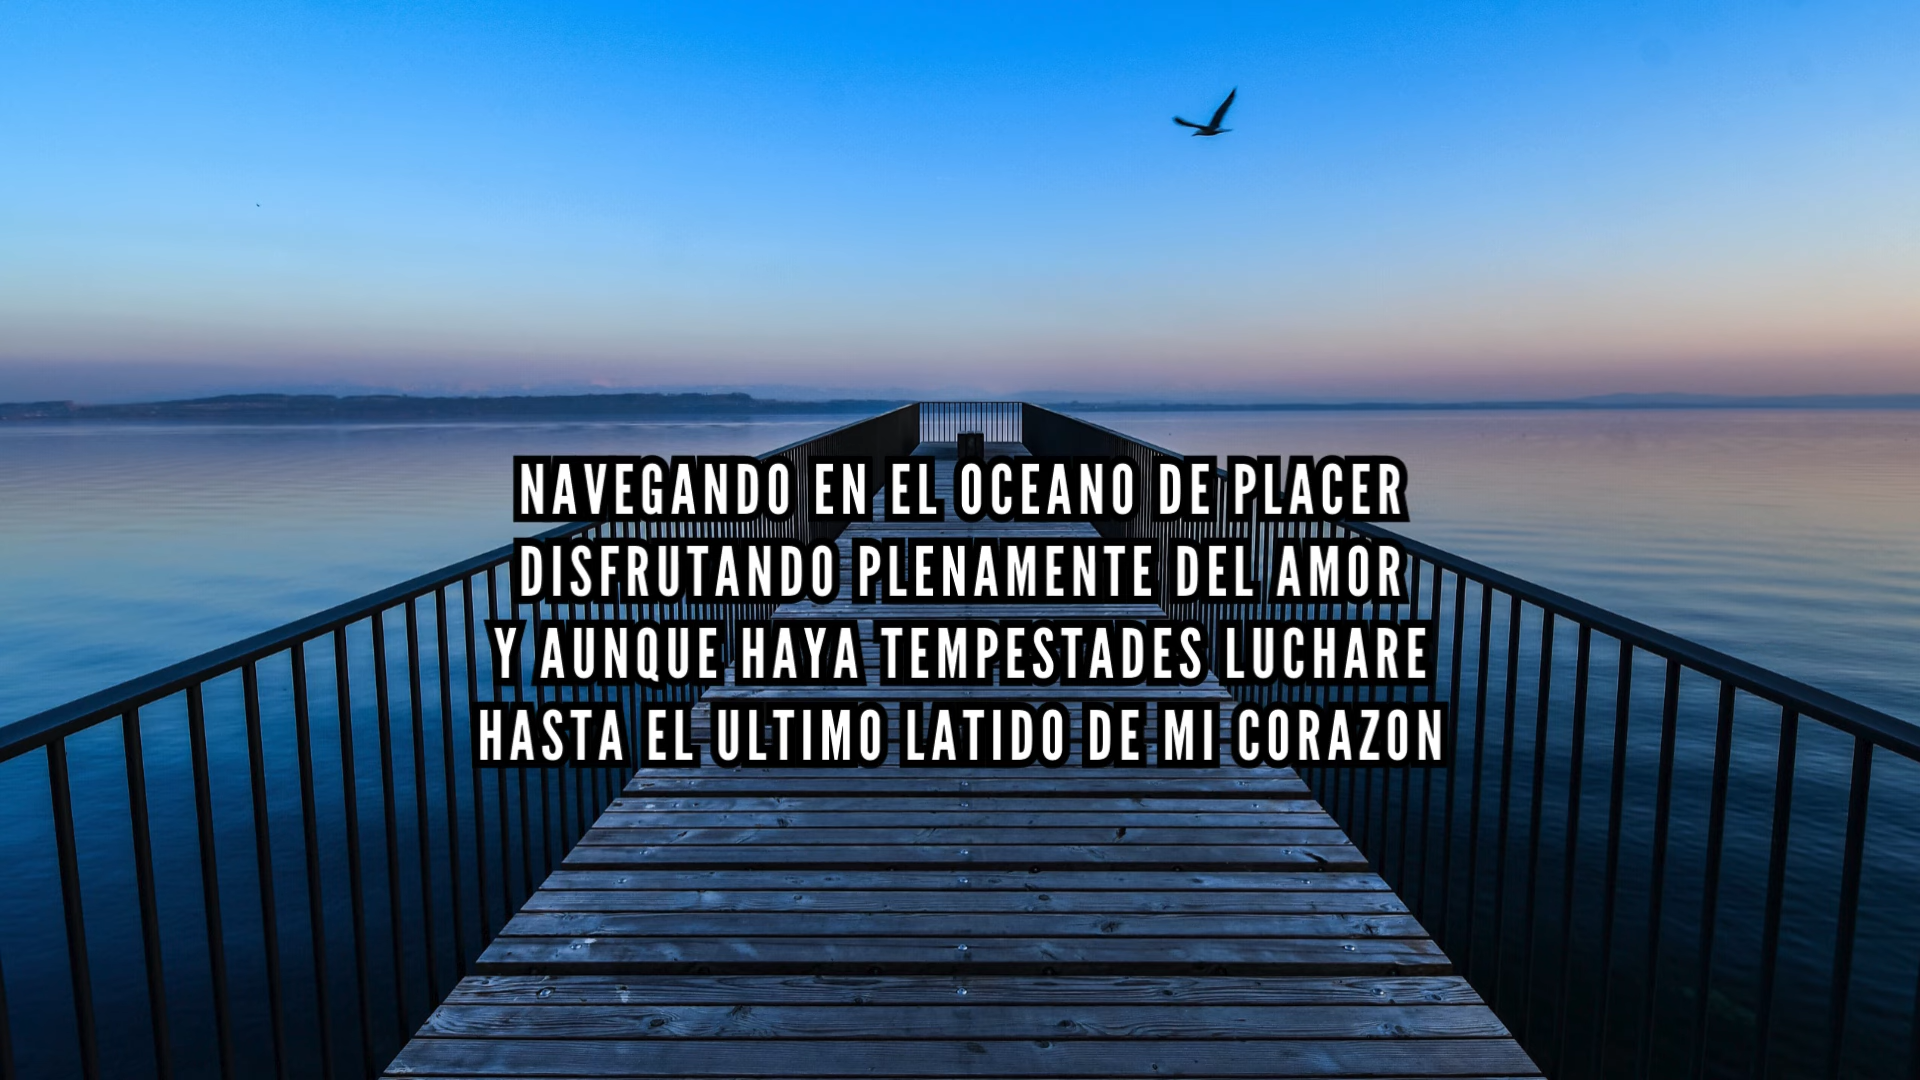 NAVEGANDO EN EL OCEANO DE PLACER
DISFRUTANDO PLENAMENTE DEL AMOR
Y AUNQUE HAYA TEMPESTADES LUCHARE
HASTA EL ULTIMO LATIDO DE MI CORAZON